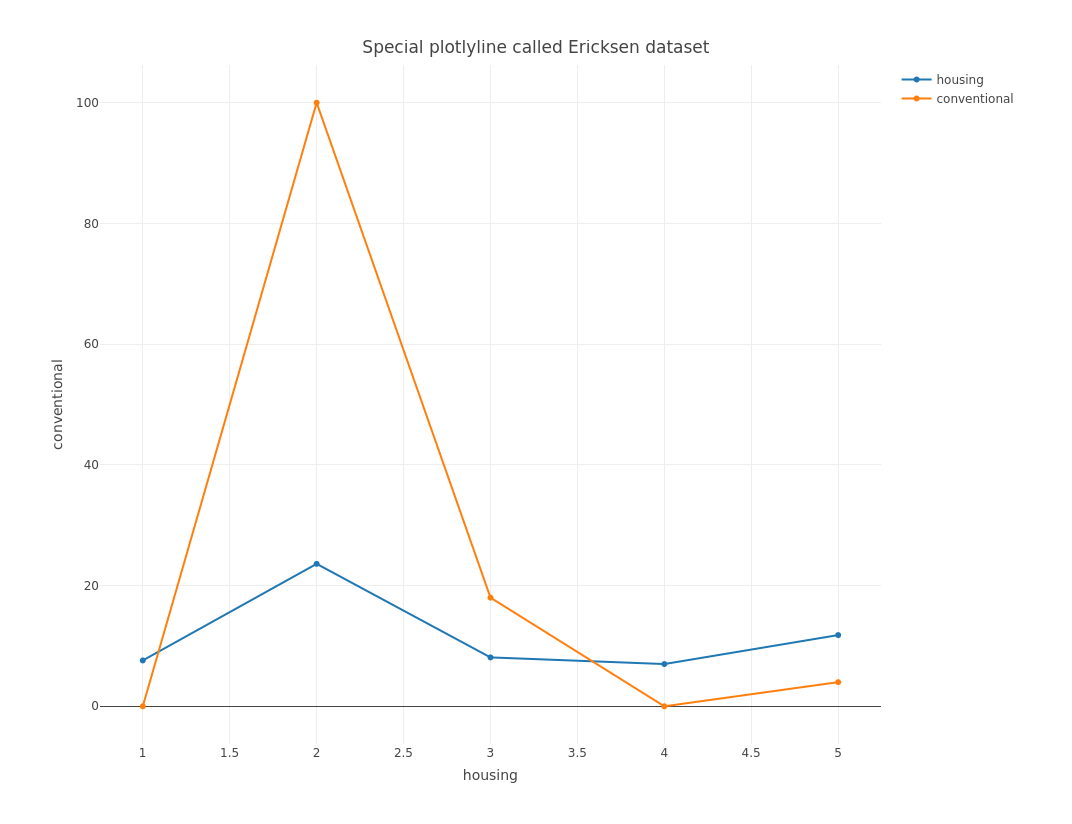 Special plotlyline called Ericksen dataset
housing
conventional
100
80
60
40
20
0
conventional
1 1.5 2 2.5 3 3.5 4 4.5 5
housing